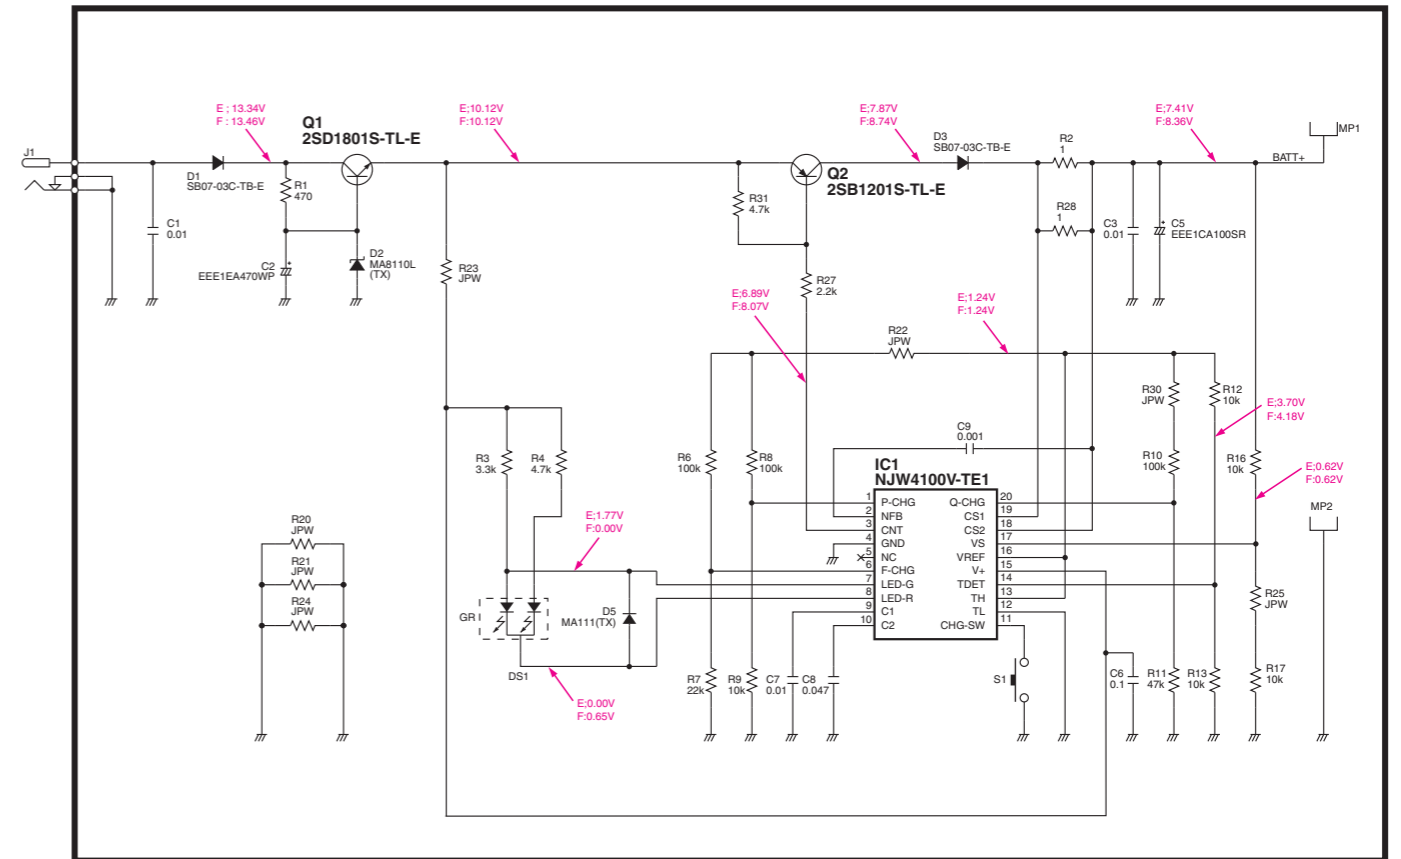 E ; 13.34V
F : 13.46V
Q1
2SD1801S-TL-E
E;10.12V
F:10.12V
E;7.87V
F:8.74V
D3
SB07-03C-TB-E
R2
1
E;7.41V
F:8.36V
MP1
J1
BATT+
D1
SB07-03C-TB-E
R1
470
Q2
2SB1201S-TL-E
R31
4.7k
R28
1
C1
0.01
C3
0.01
C5
EEE1CA100SR
C2
EEE1EA470WP
D2
MA8110L
(TX)
R23
JPW
R27
2.2k
E;6.89V
F:8.07V
E;1.24V
F:1.24V
R22
JPW
R30
JPW
R12
10k
E;3.70V
F:4.18V
C9
0.001
R3
3.3k
R4
4.7k
R6
100k
R8
100k
R10
100k
R16
10k
E;0.62V
F:0.62V
IC1
NJW4100V-TE1
1 P-CHG Q-CHG 20
2 NFB CS1 19
3 CNT CS2 18
4 GND VS 17
5 NC VREF 16
6 F-CHG V+ 15
7 LED-G TDET 14
8 LED-R TH 13
9 C1 TL 12
10 C2 CHG-SW 11
MP2
R20
JPW
R21
JPW
R24
JPW
E;1.77V
F:0.00V
GR
D5
MA111(TX)
R25
JPW
DS1
R7
22k
R9
10k
C7
0.01
C8
0.047
S1
C6
0.1
R11
47k
R13
10k
R17
10k
E;0.00V
F:0.65V